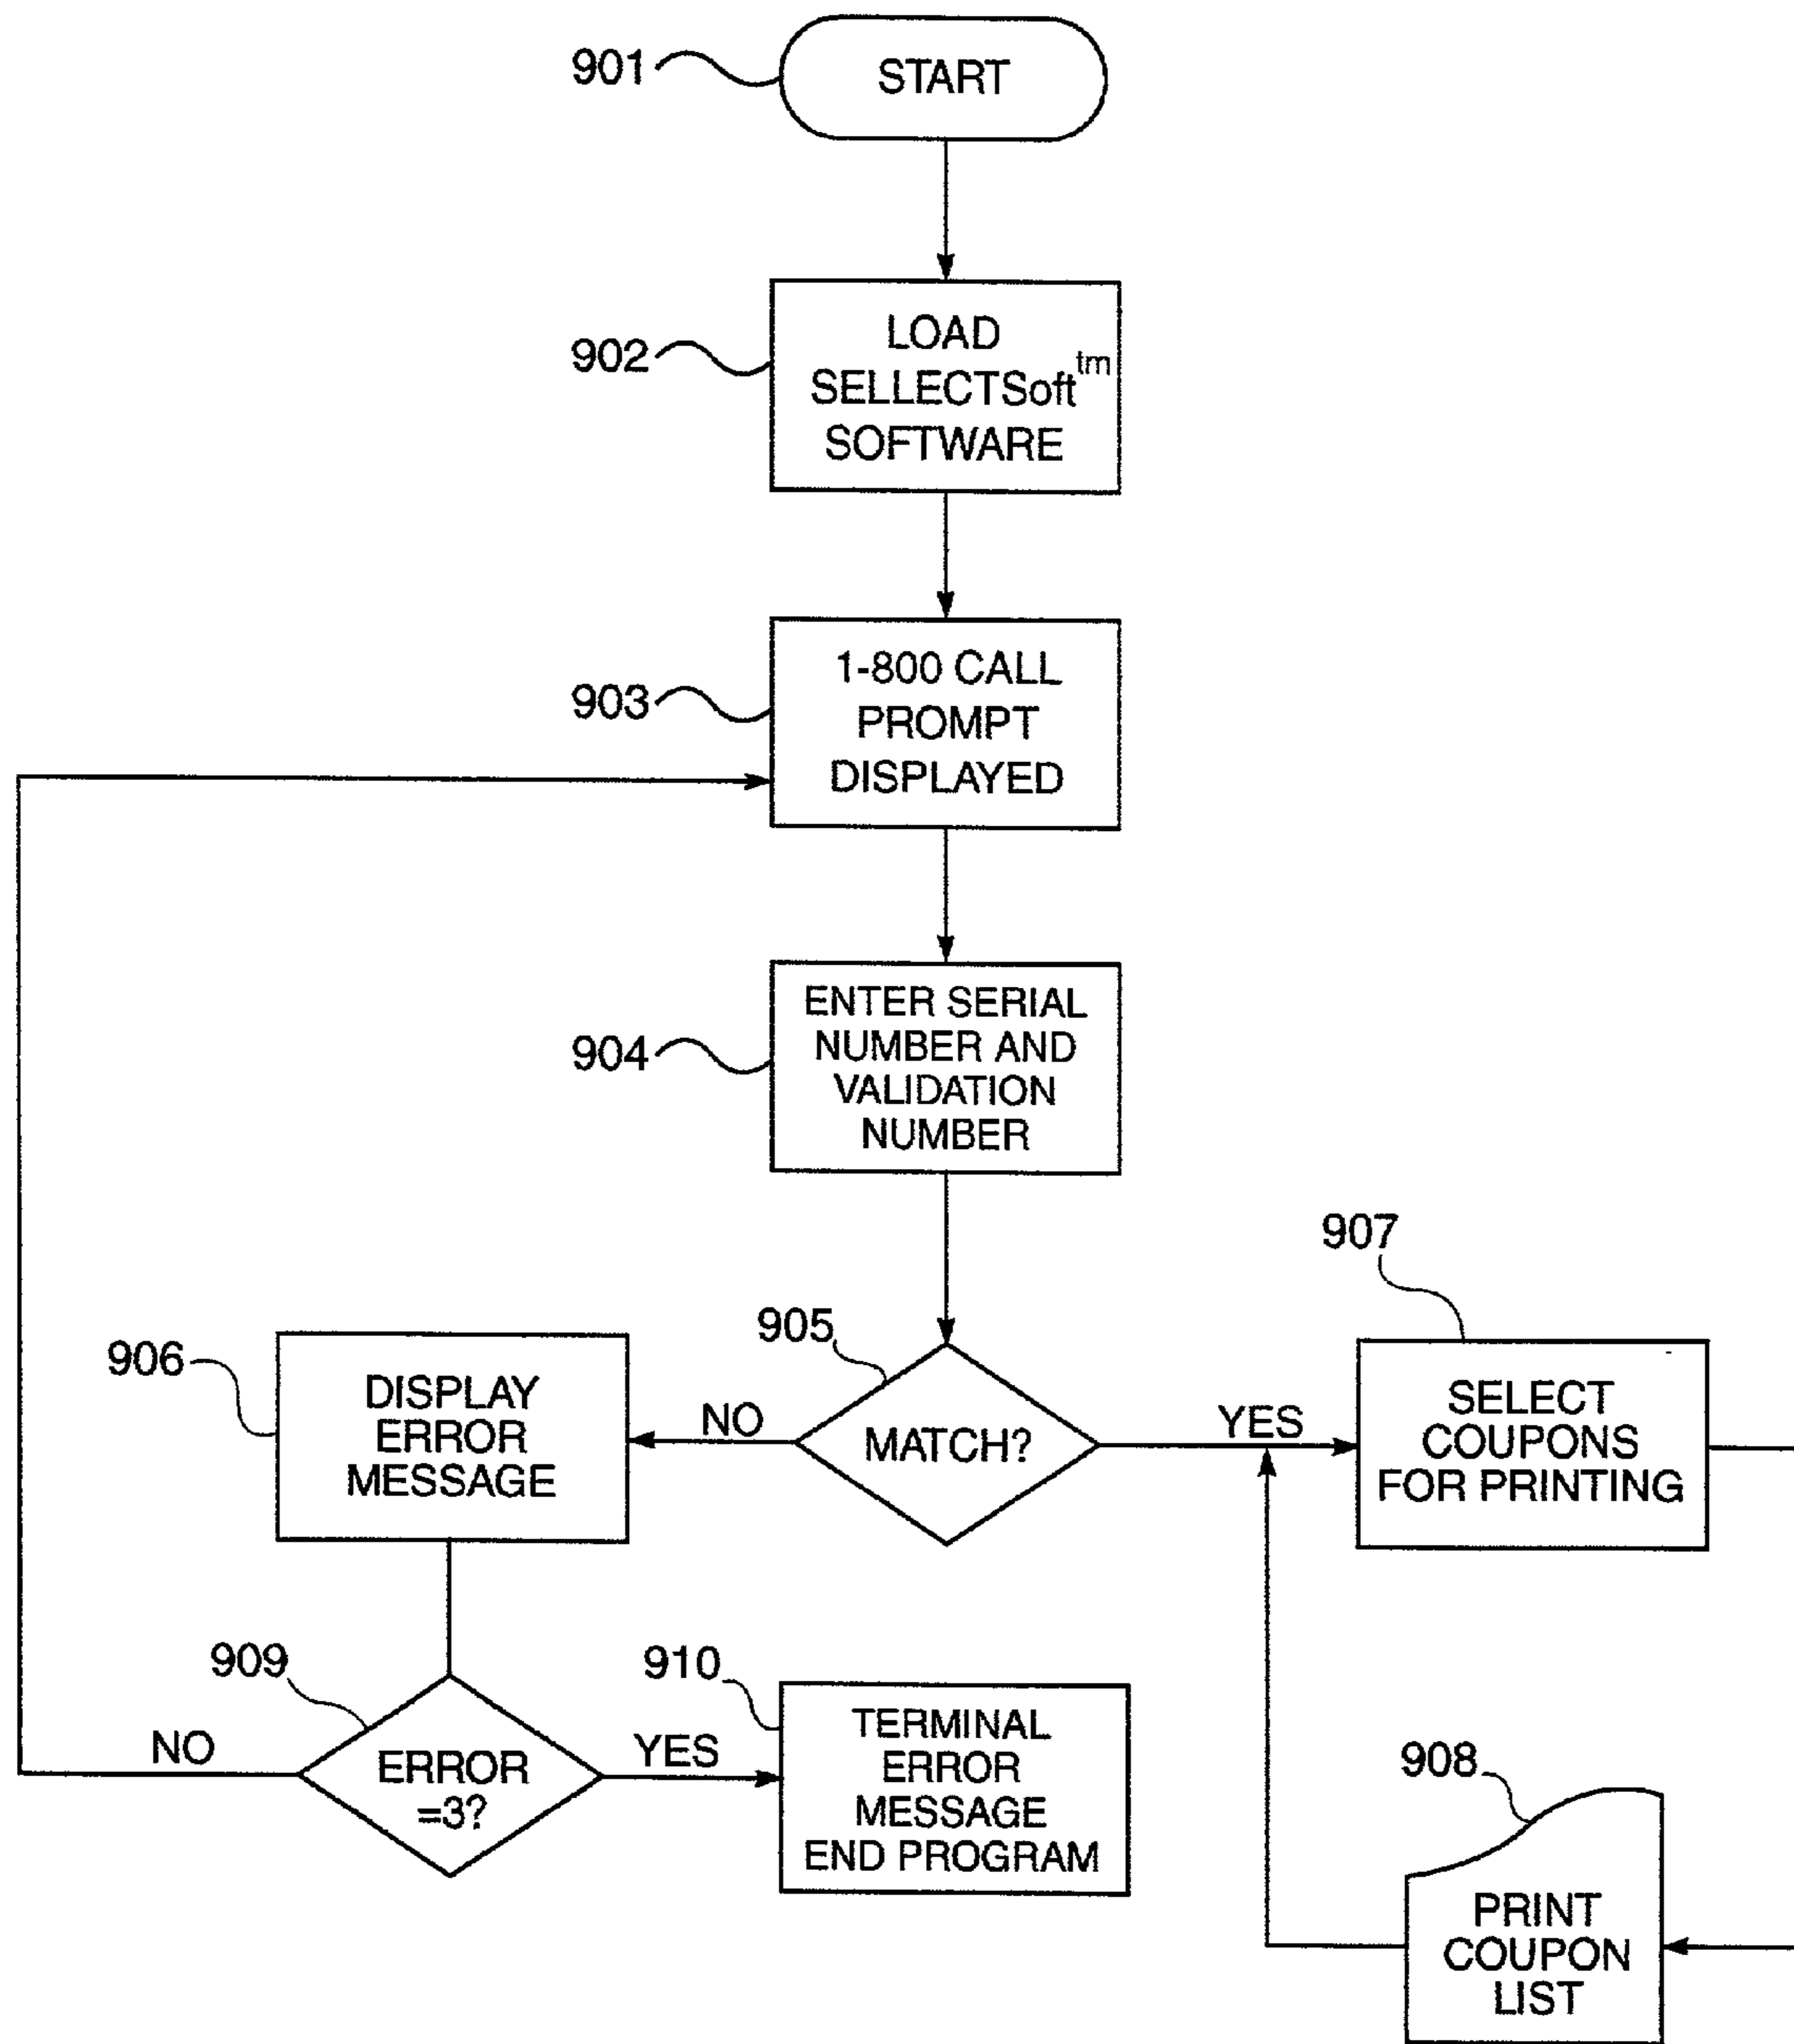 901
START
902
LOAD
SELLECTSoft tm
SOFTWARE
903
1-800 CALL
PROMPT
DISPLAYED
904
ENTER SERIAL
NUMBER AND
VALIDATION
NUMBER
905
MATCH?
NO
YES
906
DISPLAY
ERROR
MESSAGE
907
SELECT
COUPONS
FOR PRINTING
909
ERROR
=3?
NO
YES
910
TERMINAL
ERROR
MESSAGE
END PROGRAM
908
PRINT
COUPON
LIST